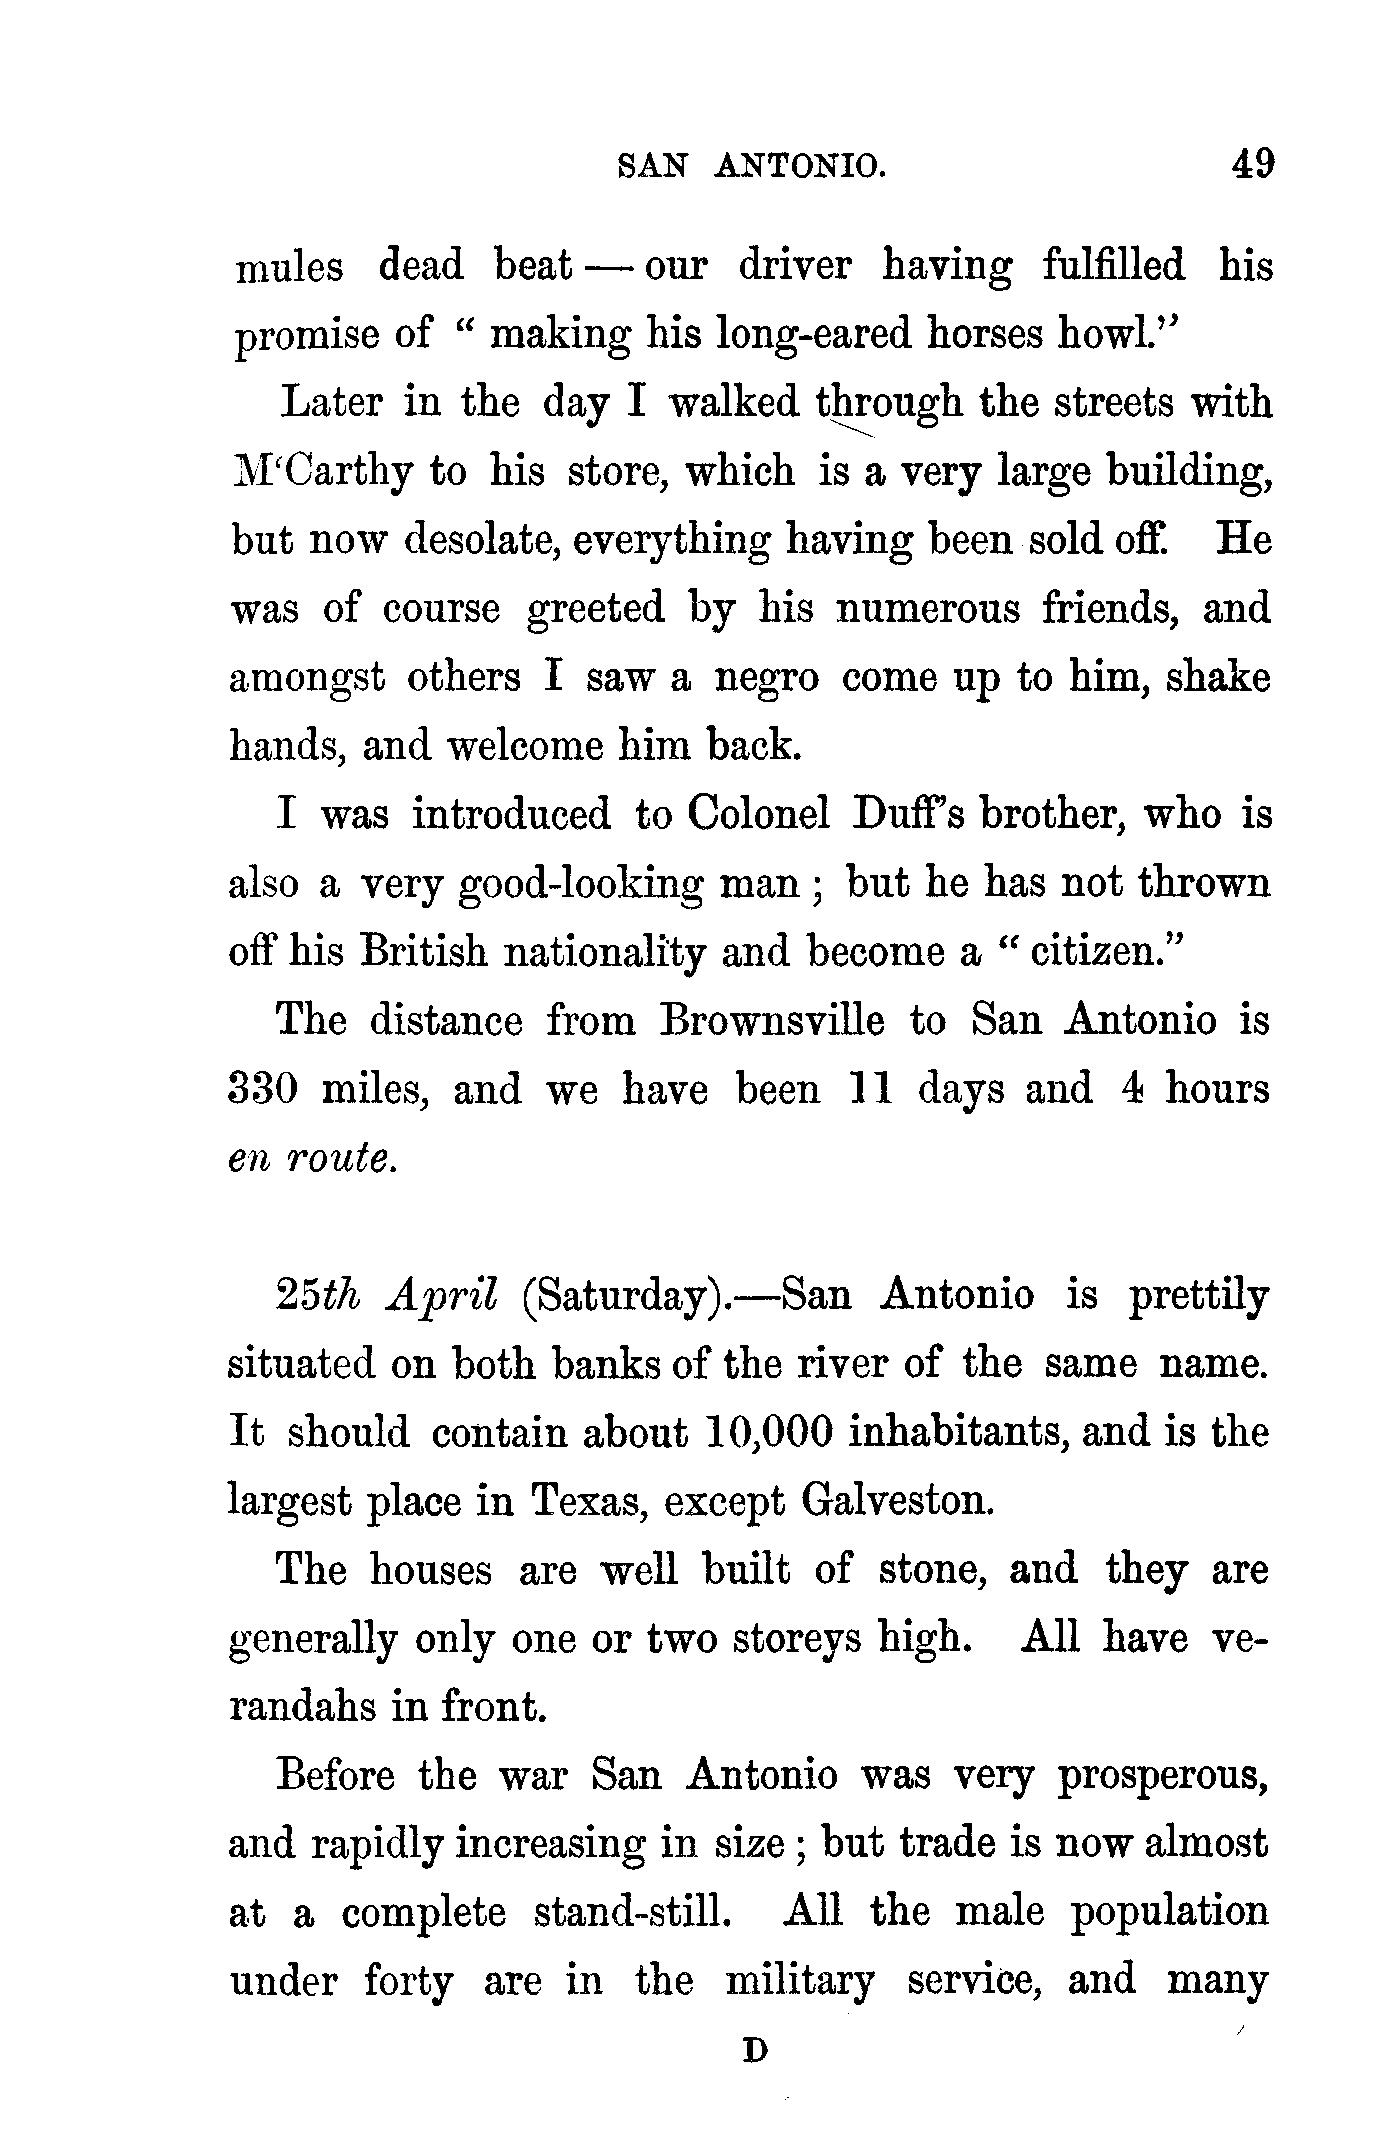 SAN ANTONIO. 49
mules dead beat — our driver having fulfilled his
promise of " making his long-eared horses howl."
Later in the day I walked through the streets with
M‘Carthy to his store, which is a very large building,
but now desolate, everything having been sold off. He
was of course greeted by his numerous friends, and
amongst others I saw a negro come up to him, shake
hands, and welcome him back.
I was introduced to Colonel Duff's brother, who is
also a very good-looking man ; but he has not thrown
off his British nationality and become a " citizen."
The distance from Brownsville to San Antonio is
330 miles, and we have been 11 days and 4 hours
en route.
25th April (Saturday).—San Antonio is prettily
situated on both banks of the river of the same name.
It should contain about 10,000 inhabitants, and is the
largest place in Texas, except Galveston.
The houses are well built of stone, and they are
generally only one or two storeys high. All have ve-
randahs in front.
Before the war San Antonio was very prosperous,
and rapidly increasing in size ; but trade is now almost
at a complete stand-still. All the male population
under forty are in the military service, and many
D